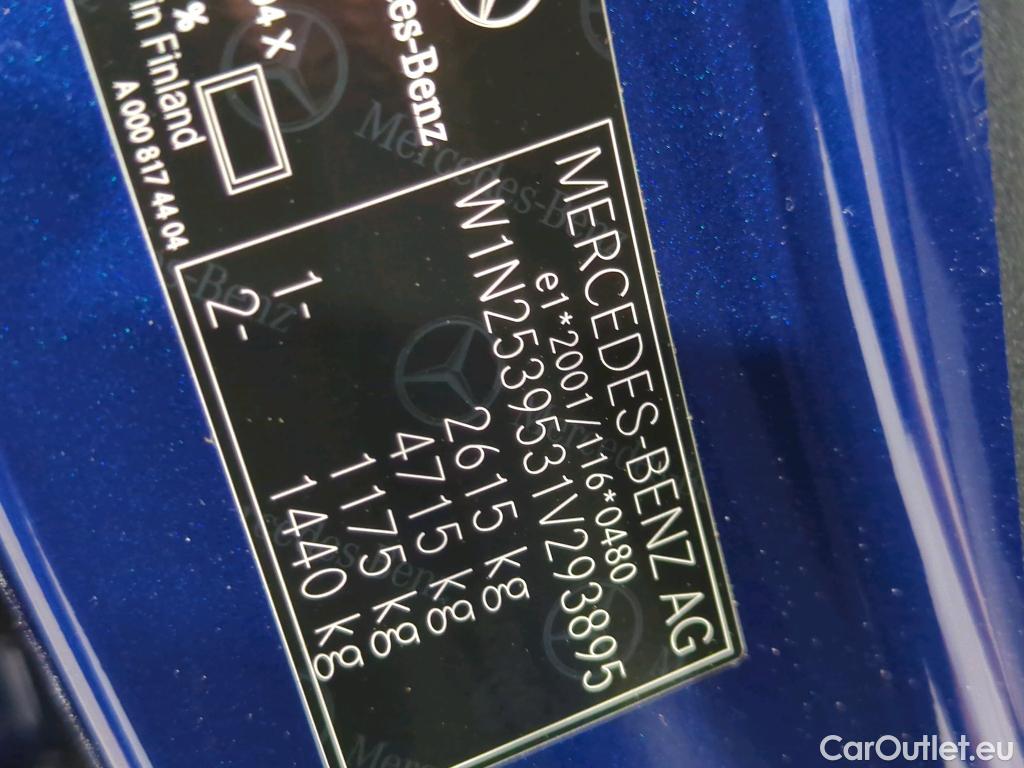 MERCEDES-BENZ AG
e1*2001/116*0480
W1N2539531V293895
2615 kg
4715 kg
1- 1175 kg
2- 1440 kg
Mercedes-Benz
%
in Finland
A 000 817 44 04
CarOutlet.eu